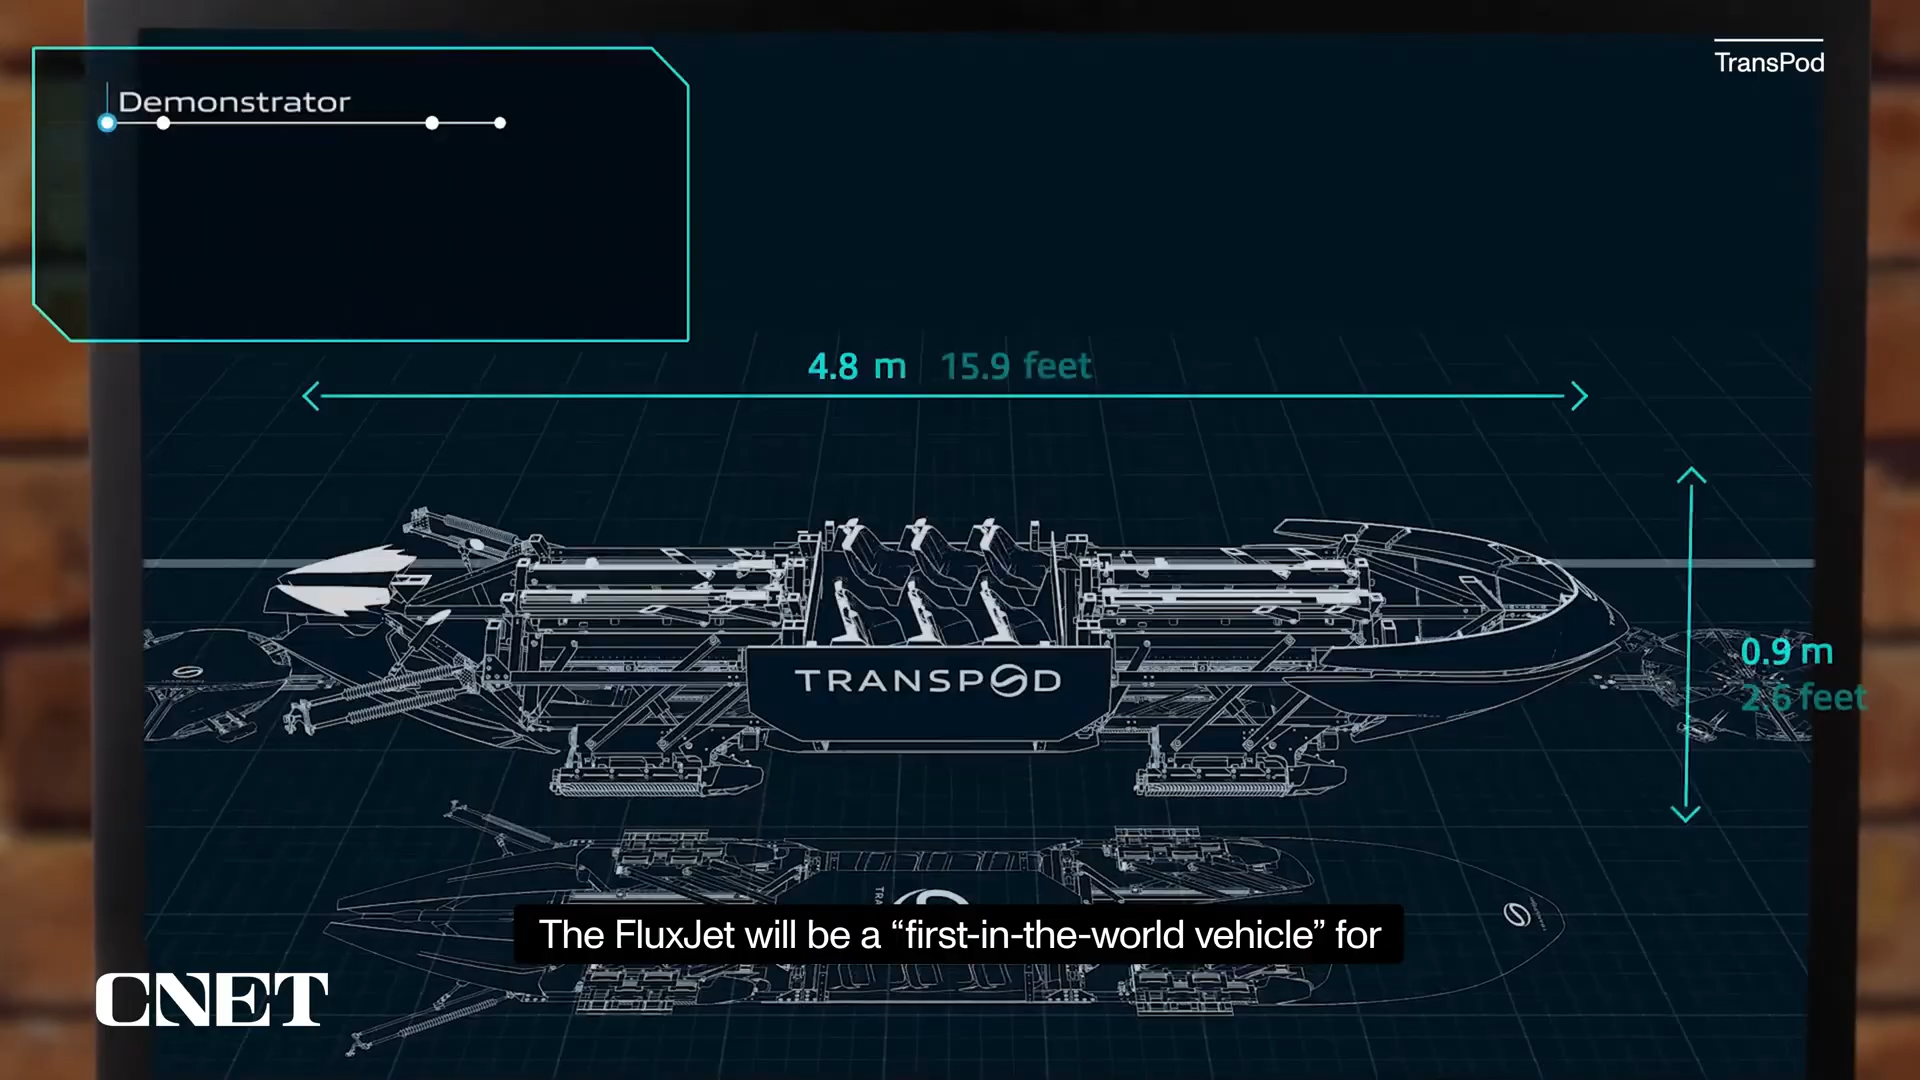 TransPod
Demonstrator
4.8 m 15.9 feet
0.9 m
2.6 feet
TRANSPOD
The FluxJet will be a “first-in-the-world vehicle” for
CNET